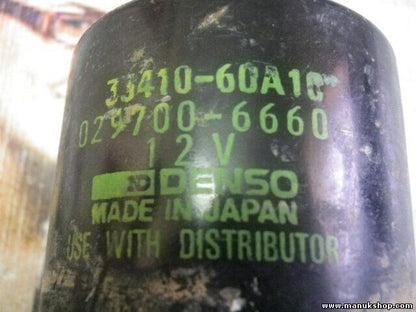 33410-60A10
029700-6660
12V
DENSO
MADE IN JAPAN
USE WITH DISTRIBUTOR
www.manukshop.com